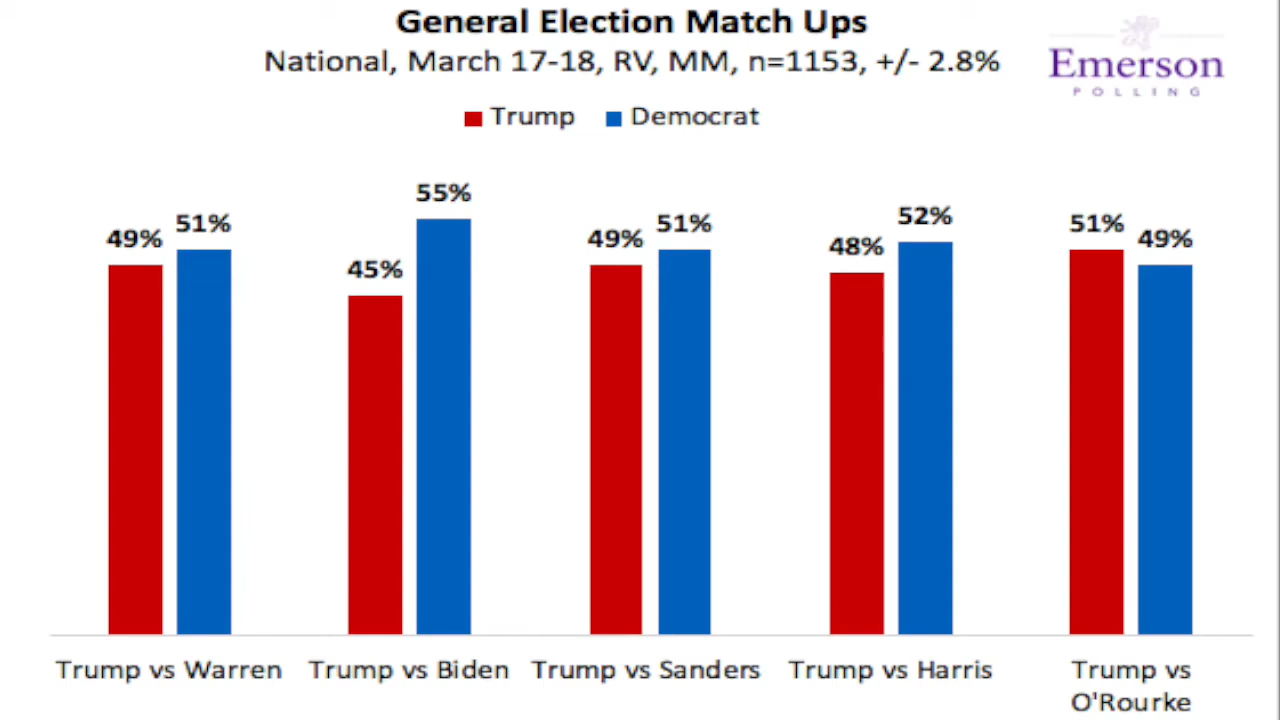 General Election Match Ups
National, March 17-18, RV, MM, n=1153, +/- 2.8%
Emerson
POLLING
Trump Democrat
49% 51% 45% 55% 49% 51% 48% 52% 51% 49%
Trump vs Warren Trump vs Biden Trump vs Sanders Trump vs Harris Trump vs
O'Rourke